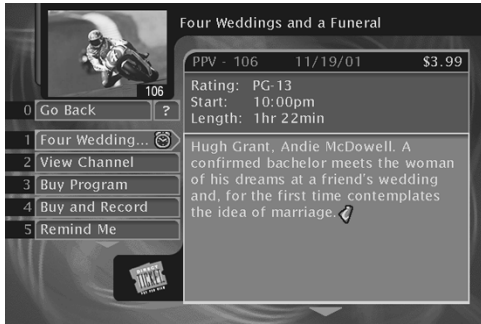 Four Weddings and a Funeral
106
PPV - 106 11/19/01 $3.99
Rating: PG-13
Start: 10:00pm
Length: 1hr 22min
0 Go Back ?
1 Four Wedding...
2 View Channel
3 Buy Program
4 Buy and Record
5 Remind Me
Hugh Grant, Andie McDowell. A
confirmed bachelor meets the woman
of his dreams at a friend's wedding
and, for the first time contemplates
the idea of marriage.
DIRECT
TICKET